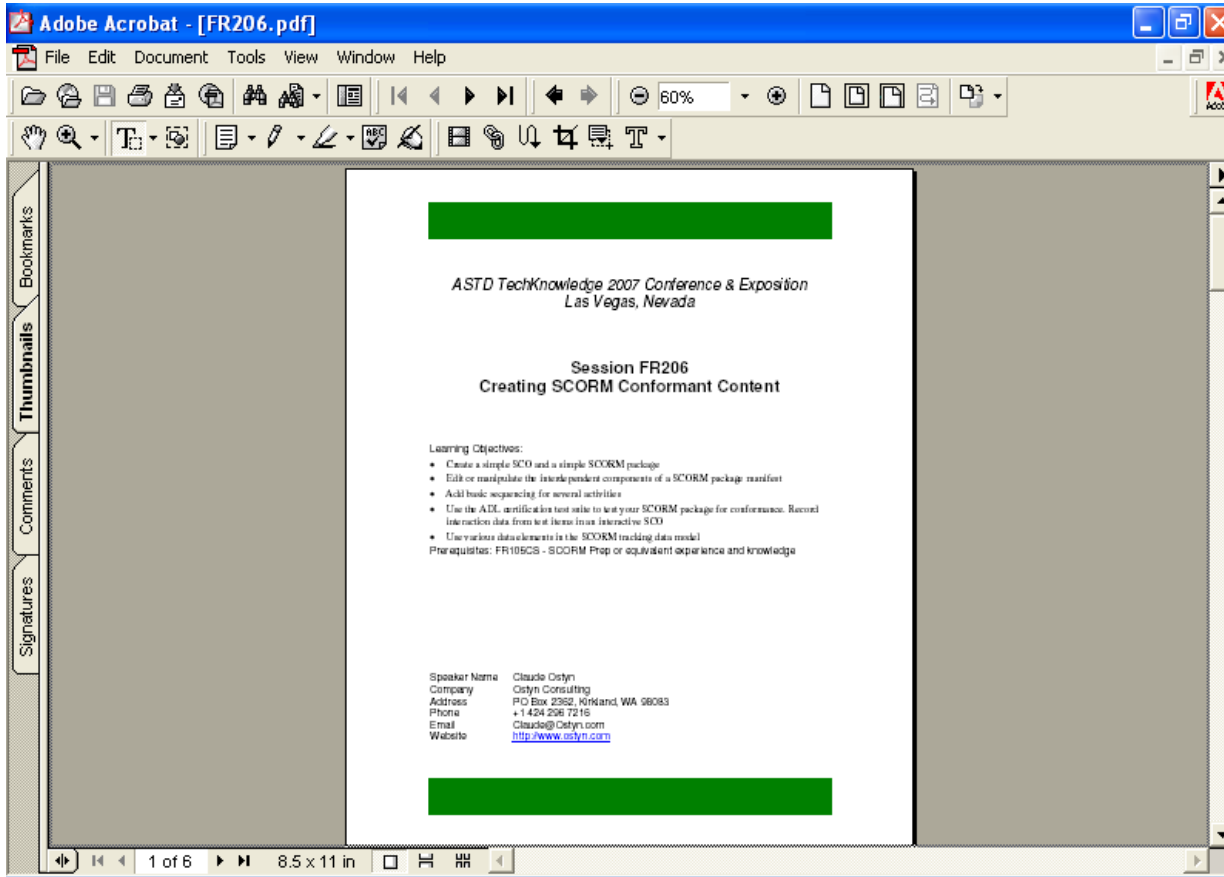 Adobe Acrobat - [FR206.pdf]
File Edit Document Tools View Window Help
60%
Adobe
ABC
T
T
Bookmarks
Thumbnails
Comments
Signatures
ASTD TechKnowledge 2007 Conference & Exposition
Las Vegas, Nevada
Session FR206
Creating SCORM Conformant Content
Learning Objectives:
• Create a simple SCO and a simple SCORM package
• Edit or manipulate the interdependent components of a SCORM package manifest
• Add basic sequencing for several activities
• Use the ADL certification test suite to test your SCORM package for conformance. Record
interaction data from test items in an interactive SCO
• Use various data elements in the SCORM tracking data model
Prerequisites: FR105CS - SCORM Prep or equivalent experience and knowledge
Speaker Name Claude Ostyn
Company Ostyn Consulting
Address PO Box 2362, Kirkland, WA 98083
Phone +1 424 296 7216
Email Claude@Ostyn.com
Website http://www.ostyn.com
1 of 6 8.5 x 11 in